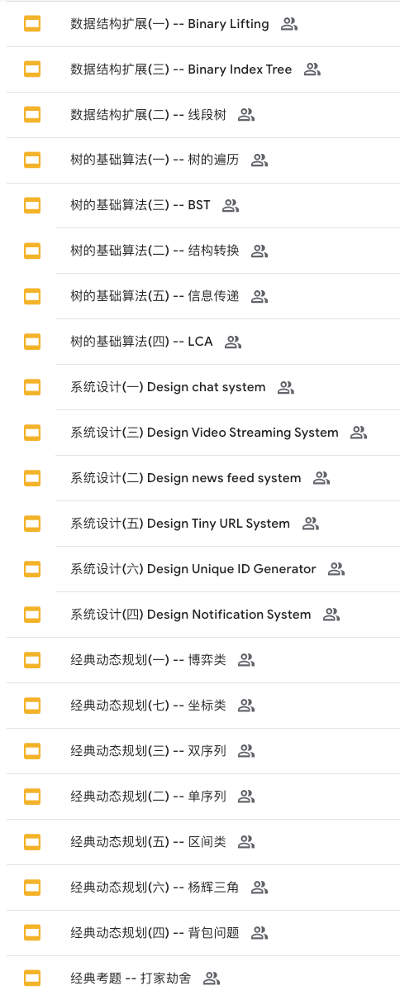 数据结构扩展(一) -- Binary Lifting
数据结构扩展(三) -- Binary Index Tree
数据结构扩展(二) -- 线段树
树的基础算法(一) -- 树的遍历
树的基础算法(三) -- BST
树的基础算法(二) -- 结构转换
树的基础算法(五) -- 信息传递
树的基础算法(四) -- LCA
系统设计(一) Design chat system
系统设计(三) Design Video Streaming System
系统设计(二) Design news feed system
系统设计(五) Design Tiny URL System
系统设计(六) Design Unique ID Generator
系统设计(四) Design Notification System
经典动态规划(一) -- 博弈类
经典动态规划(七) -- 坐标类
经典动态规划(三) -- 双序列
经典动态规划(二) -- 单序列
经典动态规划(五) -- 区间类
经典动态规划(六) -- 杨辉三角
经典动态规划(四) -- 背包问题
经典考题 -- 打家劫舍